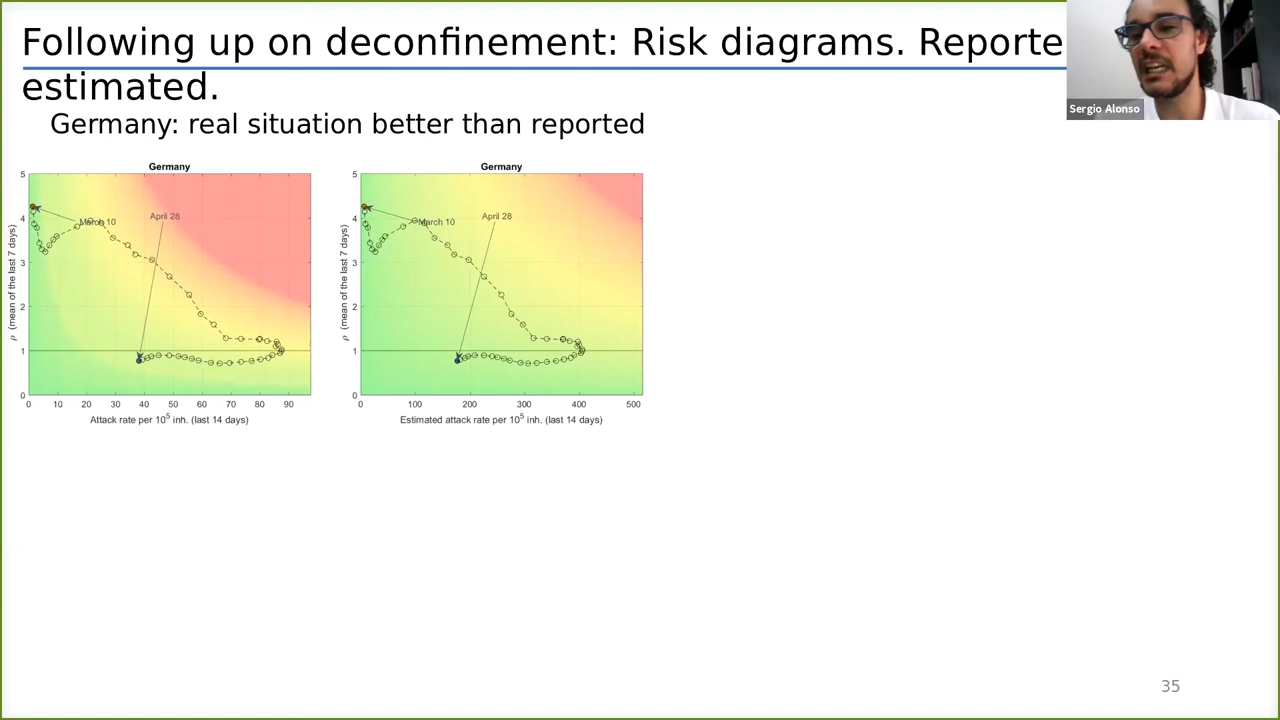 Following up on deconfinement: Risk diagrams. Reporte
estimated.
Sergio Alonso
Germany: real situation better than reported
Germany
5
4
3
2
1
0
ρ (mean of the last 7 days)
March 10
April 28
0 10 20 30 40 50 60 70 80 90
Attack rate per 10⁵ inh. (last 14 days)
Germany
5
4
3
2
1
0
ρ (mean of the last 7 days)
March 10
April 28
0 100 200 300 400 500
Estimated attack rate per 10⁵ inh. (last 14 days)
35